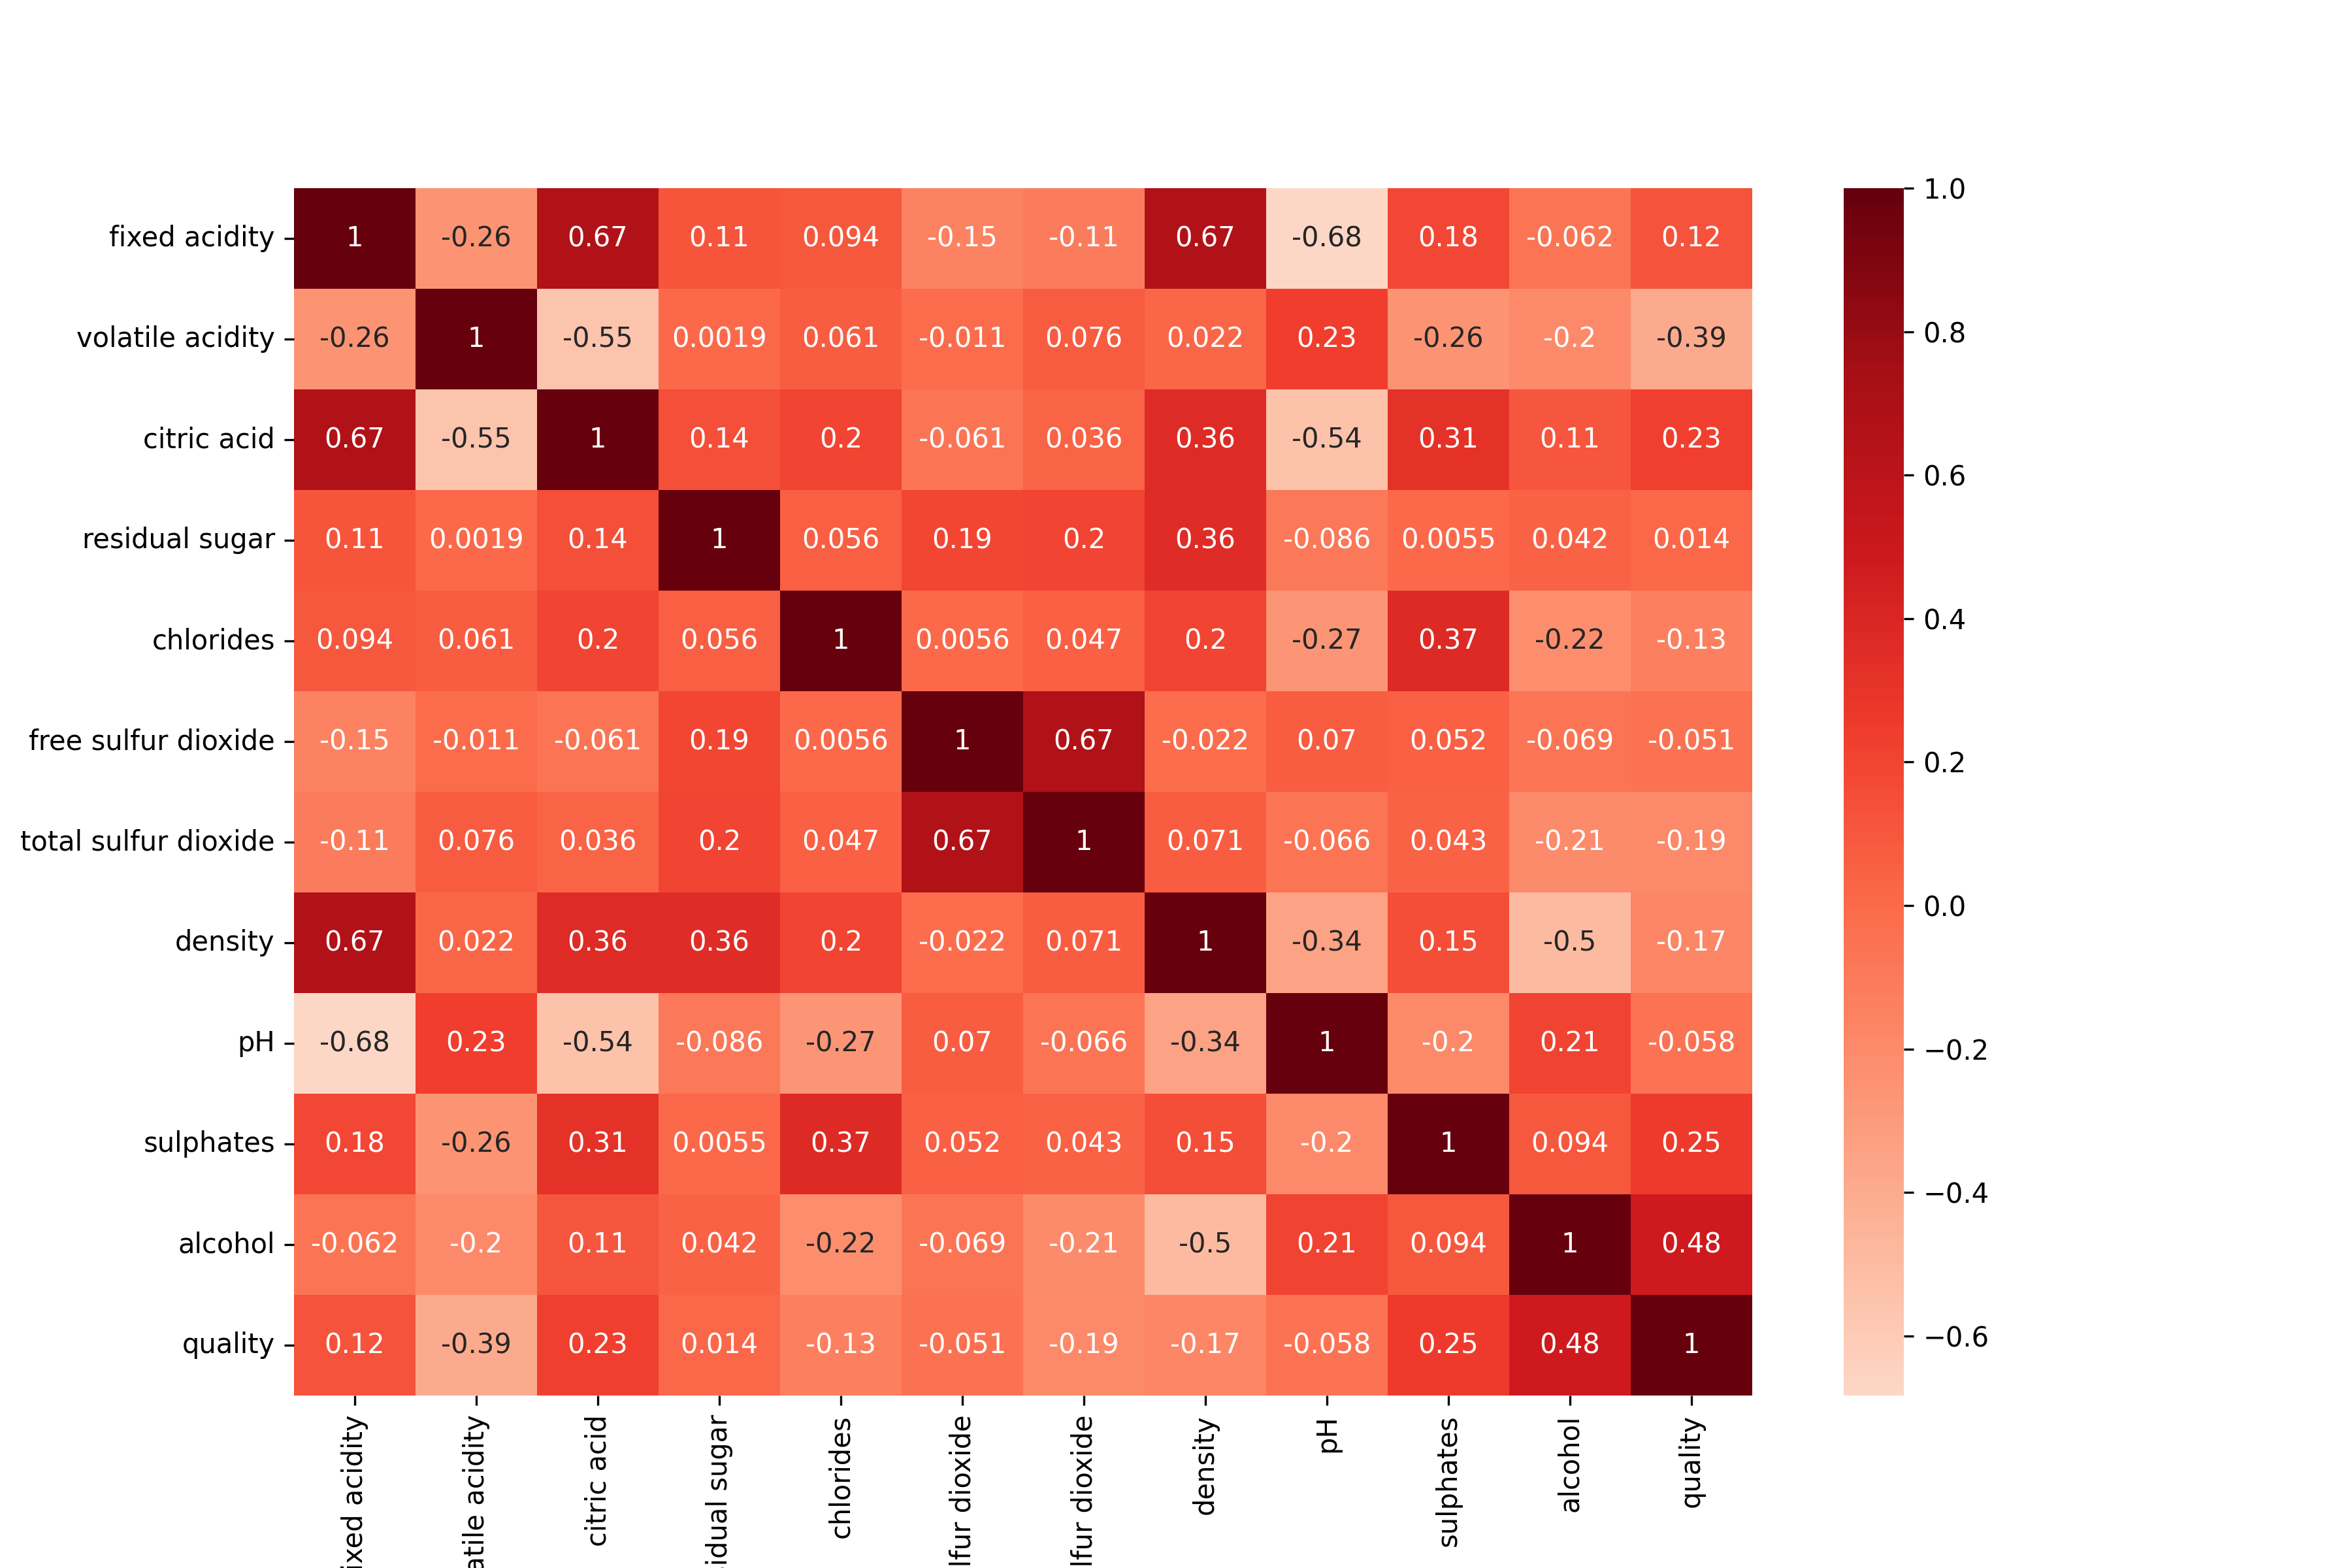 1.0
fixed acidity 1 -0.26 0.67 0.11 0.094 -0.15 -0.11 0.67 -0.68 0.18 -0.062 0.12
0.8
volatile acidity -0.26 1 -0.55 0.0019 0.061 -0.011 0.076 0.022 0.23 -0.26 -0.2 -0.39
citric acid 0.67 -0.55 1 0.14 0.2 -0.061 0.036 0.36 -0.54 0.31 0.11 0.23
0.6
residual sugar 0.11 0.0019 0.14 1 0.056 0.19 0.2 0.36 -0.086 0.0055 0.042 0.014
0.4
chlorides 0.094 0.061 0.2 0.056 1 0.0056 0.047 0.2 -0.27 0.37 -0.22 -0.13
free sulfur dioxide -0.15 -0.011 -0.061 0.19 0.0056 1 0.67 -0.022 0.07 0.052 -0.069 -0.051
0.2
total sulfur dioxide -0.11 0.076 0.036 0.2 0.047 0.67 1 0.071 -0.066 0.043 -0.21 -0.19
0.0
density 0.67 0.022 0.36 0.36 0.2 -0.022 0.071 1 -0.34 0.15 -0.5 -0.17
pH -0.68 0.23 -0.54 -0.086 -0.27 0.07 -0.066 -0.34 1 -0.2 0.21 -0.058
−0.2
sulphates 0.18 -0.26 0.31 0.0055 0.37 0.052 0.043 0.15 -0.2 1 0.094 0.25
−0.4
alcohol -0.062 -0.2 0.11 0.042 -0.22 -0.069 -0.21 -0.5 0.21 0.094 1 0.48
−0.6
quality 0.12 -0.39 0.23 0.014 -0.13 -0.051 -0.19 -0.17 -0.058 0.25 0.48 1
ixed acidity
atile acidity
citric acid
idual sugar
chlorides
lfur dioxide
lfur dioxide
density
pH
sulphates
alcohol
quality